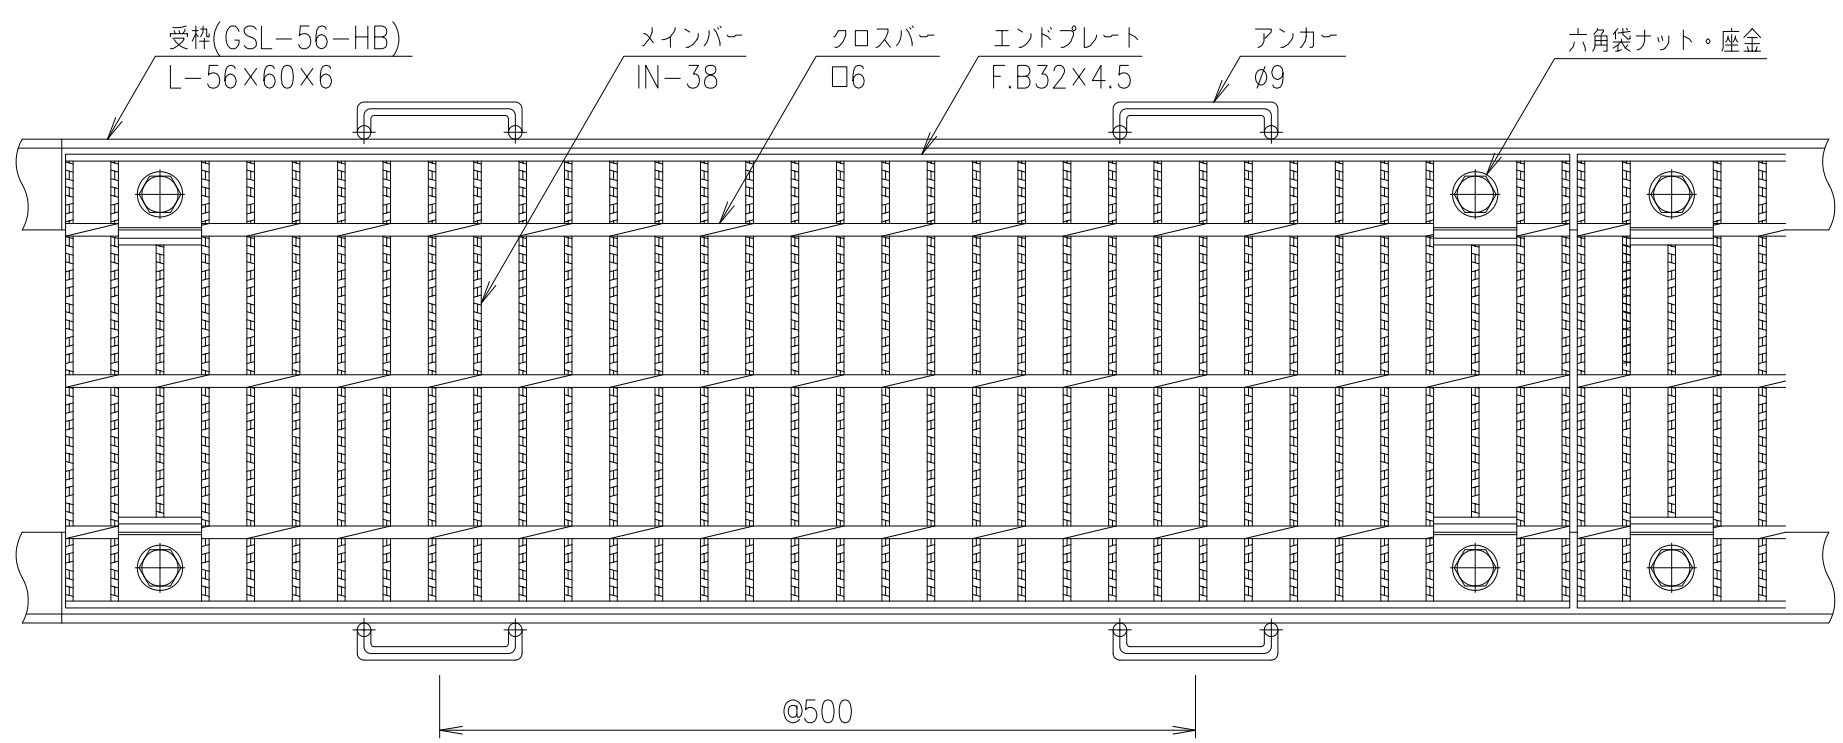 受枠(GSL-56-HB)
L-56×60×6
メインバー
IN-38
クロスバー
□6
エンドプレート
F.B32×4.5
アンカー
ø9
六角袋ナット・座金
@500